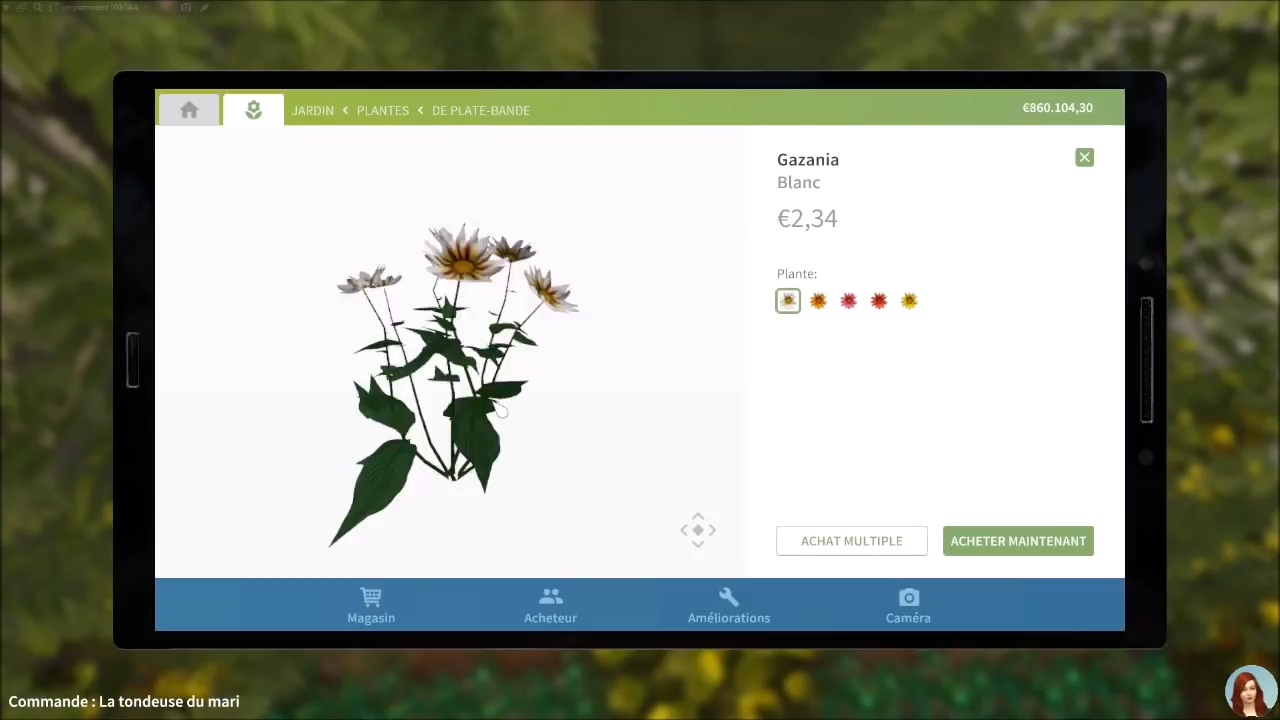 JARDIN < PLANTES < DE PLATE-BANDE
€860.104,30
Gazania
Blanc
€2,34
Plante:
ACHAT MULTIPLE
ACHETER MAINTENANT
Magasin
Acheteur
Améliorations
Caméra
Commande : La tondeuse du mari